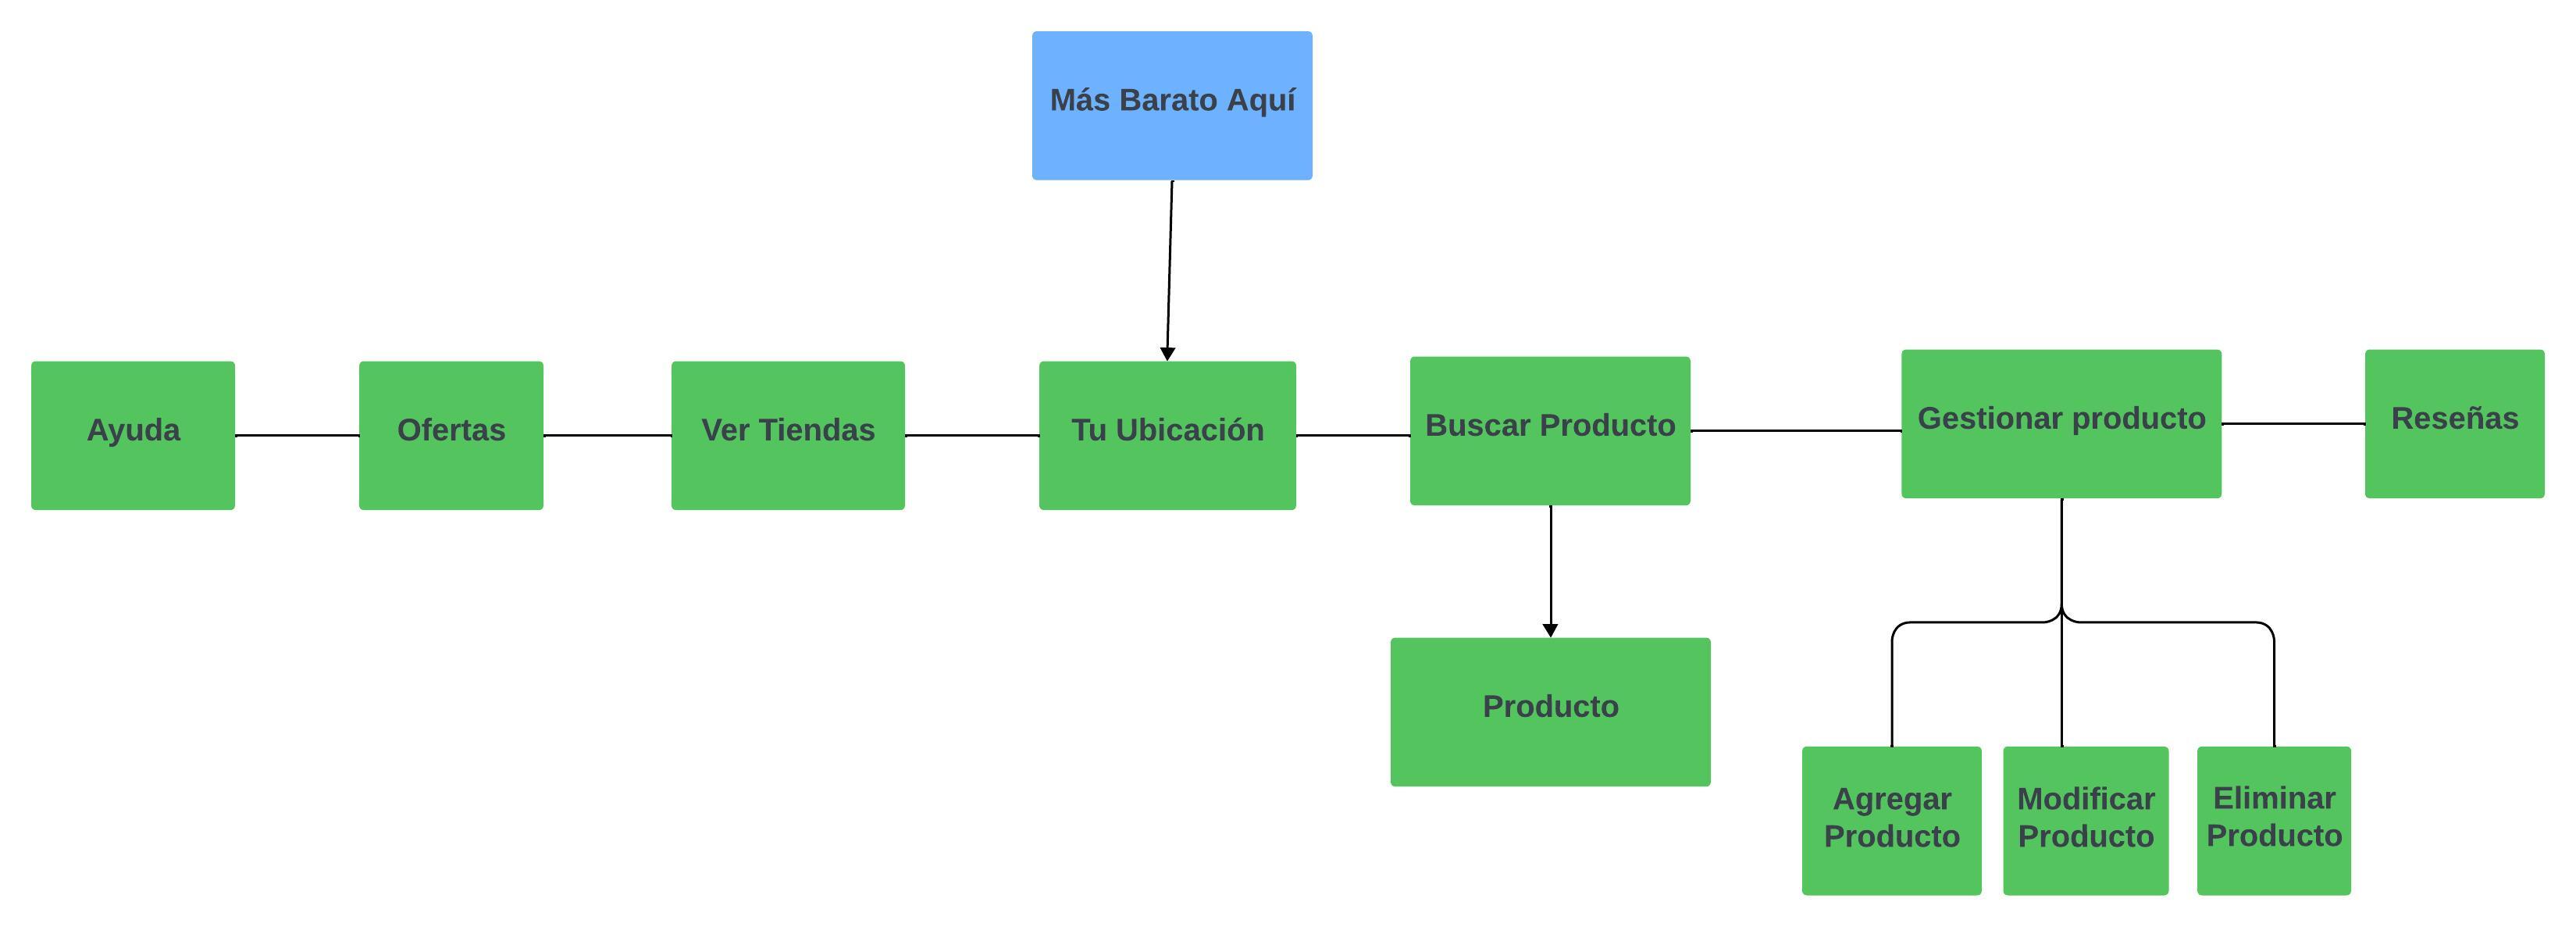 Más Barato Aquí
Ayuda
Ofertas
Ver Tiendas
Tu Ubicación
Buscar Producto
Gestionar producto
Reseñas
Producto
Agregar
Producto
Modificar
Producto
Eliminar
Producto